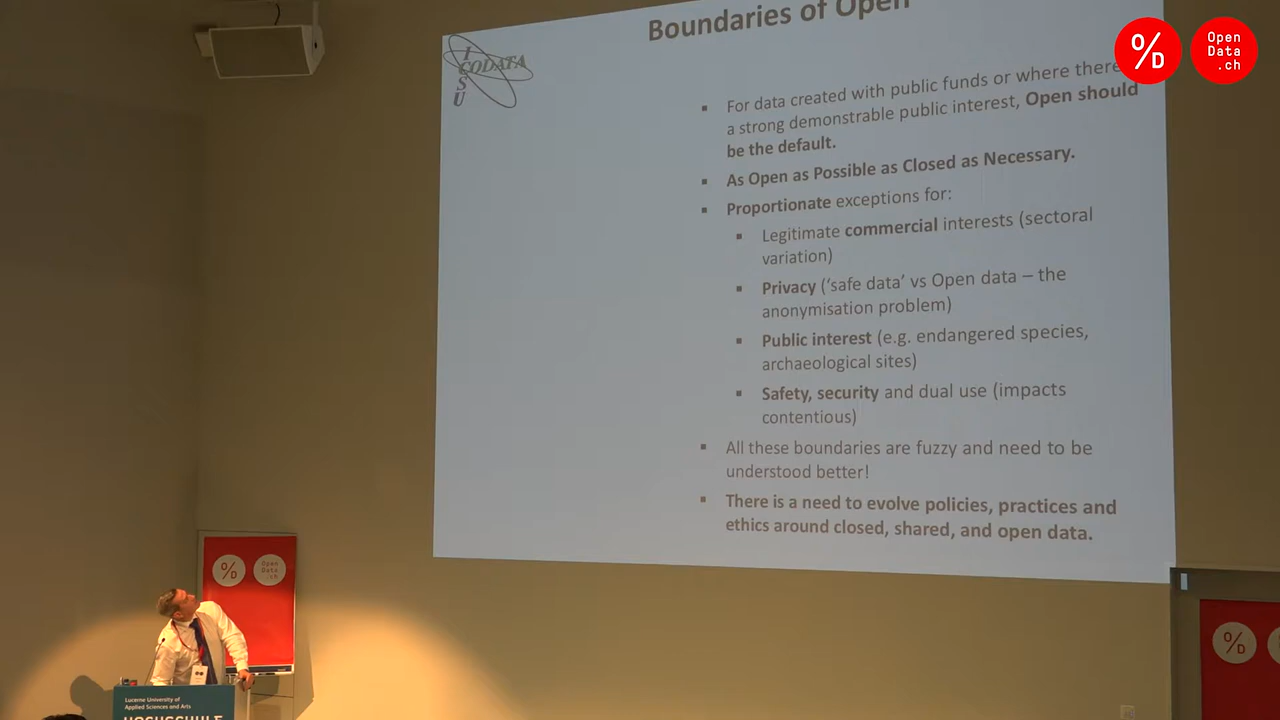 Boundaries of Open
%/D
Open
Data
.ch
I
CODATA
S
U
▪ For data created with public funds or where there
a strong demonstrable public interest, Open should
be the default.
▪ As Open as Possible as Closed as Necessary.
▪ Proportionate exceptions for:
▪ Legitimate commercial interests (sectoral
variation)
▪ Privacy (‘safe data’ vs Open data – the
anonymisation problem)
▪ Public interest (e.g. endangered species,
archaeological sites)
▪ Safety, security and dual use (impacts
contentious)
▪ All these boundaries are fuzzy and need to be
understood better!
▪ There is a need to evolve policies, practices and
ethics around closed, shared, and open data.
%/D
Open
Data
.ch
Lucerne University of
Applied Sciences and Arts
HOCHSCHULE
%/D